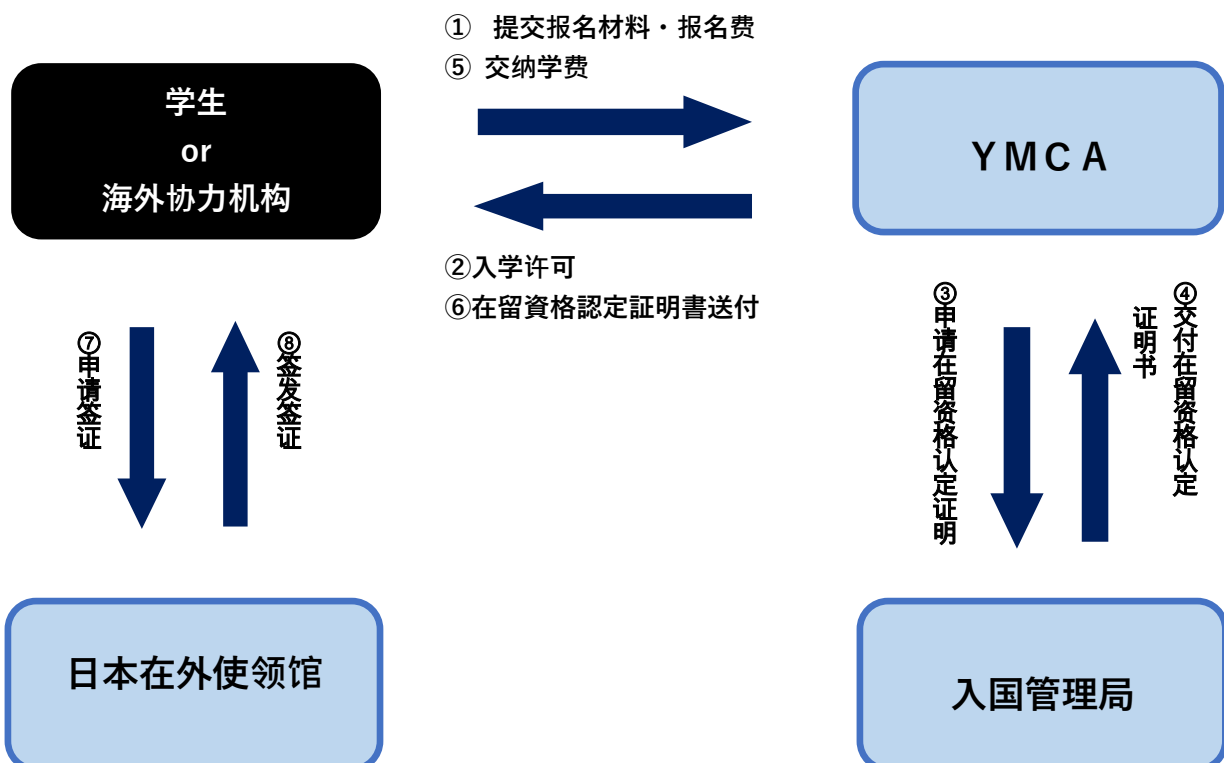 ① 提交报名材料・报名费
⑤ 交纳学费
学生
or
海外协力机构
YMCA
②入学许可
⑥在留資格認定証明書送付
⑦申请签证
⑧签发签证
③申请在留资格认定证明
④交付在留资格认定
证明书
日本在外使领馆
入国管理局